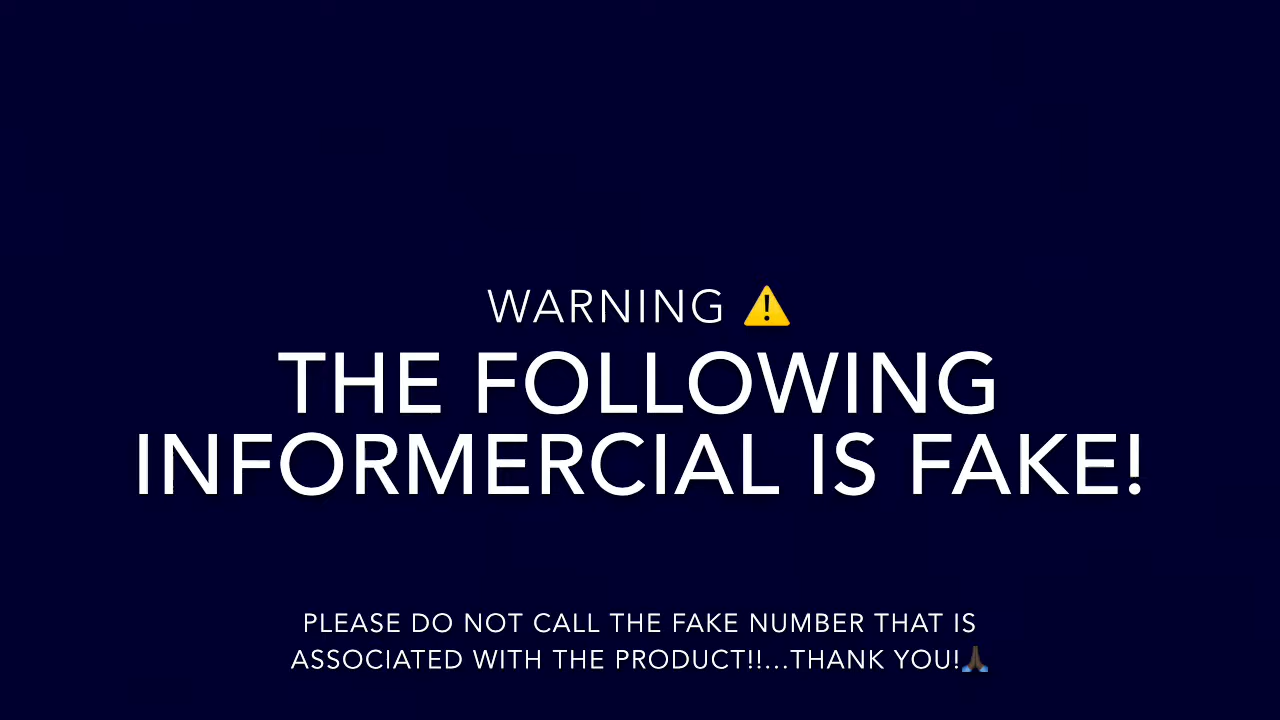 WARNING ⚠️
THE FOLLOWING
INFORMERCIAL IS FAKE!
PLEASE DO NOT CALL THE FAKE NUMBER THAT IS
ASSOCIATED WITH THE PRODUCT!!...THANK YOU!🙏🏿